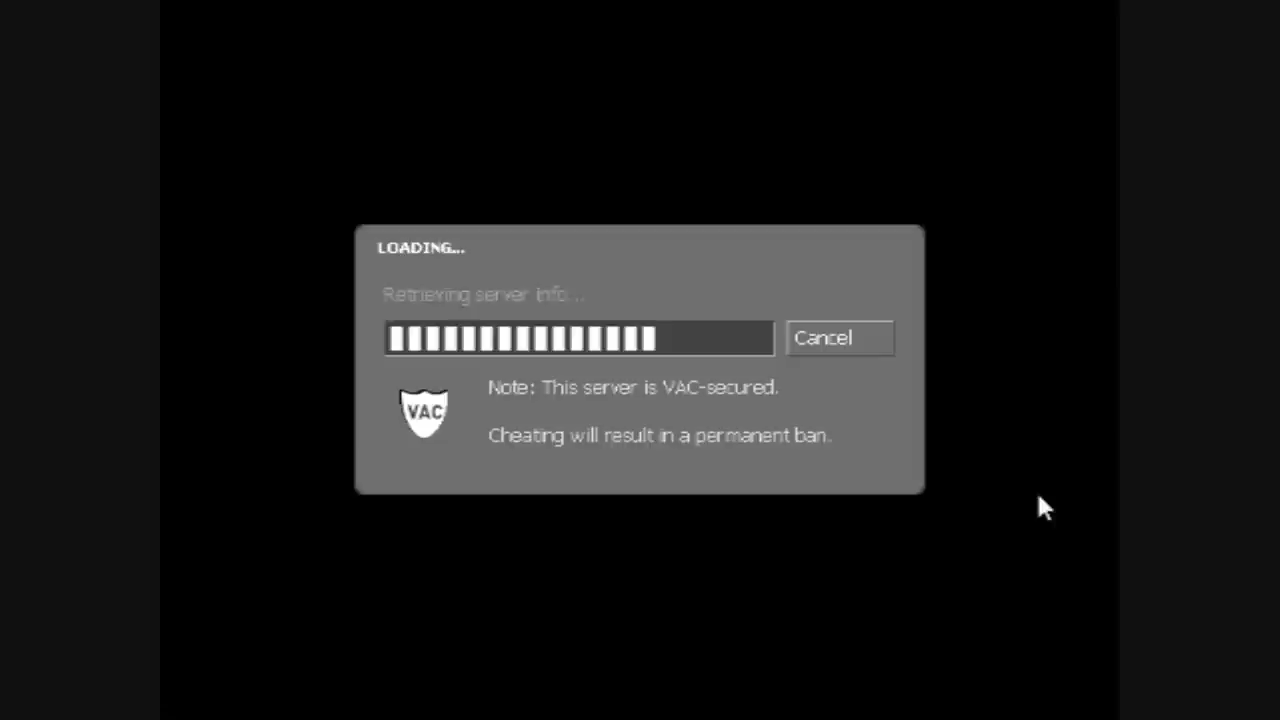 LOADING...
Retrieving server info...
Cancel
Note: This server is VAC-secured.
VAC
Cheating will result in a permanent ban.